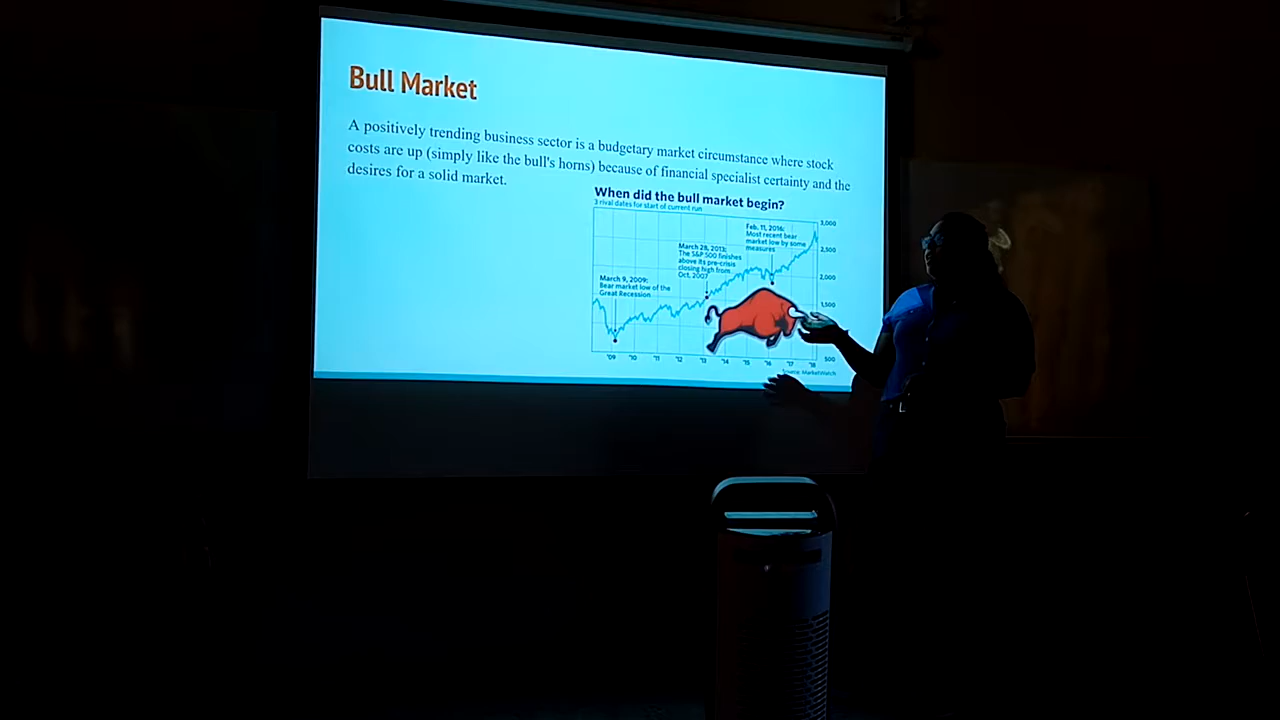 Bull Market
A positively trending business sector is a budgetary market circumstance where stock
costs are up (simply like the bull's horns) because of financial specialist certainty and the
desires for a solid market.
When did the bull market begin?
3 rival dates for start of current run
3,000
Feb. 11, 2016:
Most recent bear
market low by some
measures
2,500
March 28, 2013:
The S&P 500 finishes
above its pre-crisis
closing high from
Oct. 2007
2,000
March 9, 2009:
Bear market low of the
Great Recession
1,500
500
'09 '10 '11 '12 '13 '14 '15 '16 '17 '18
Source: MarketWatch